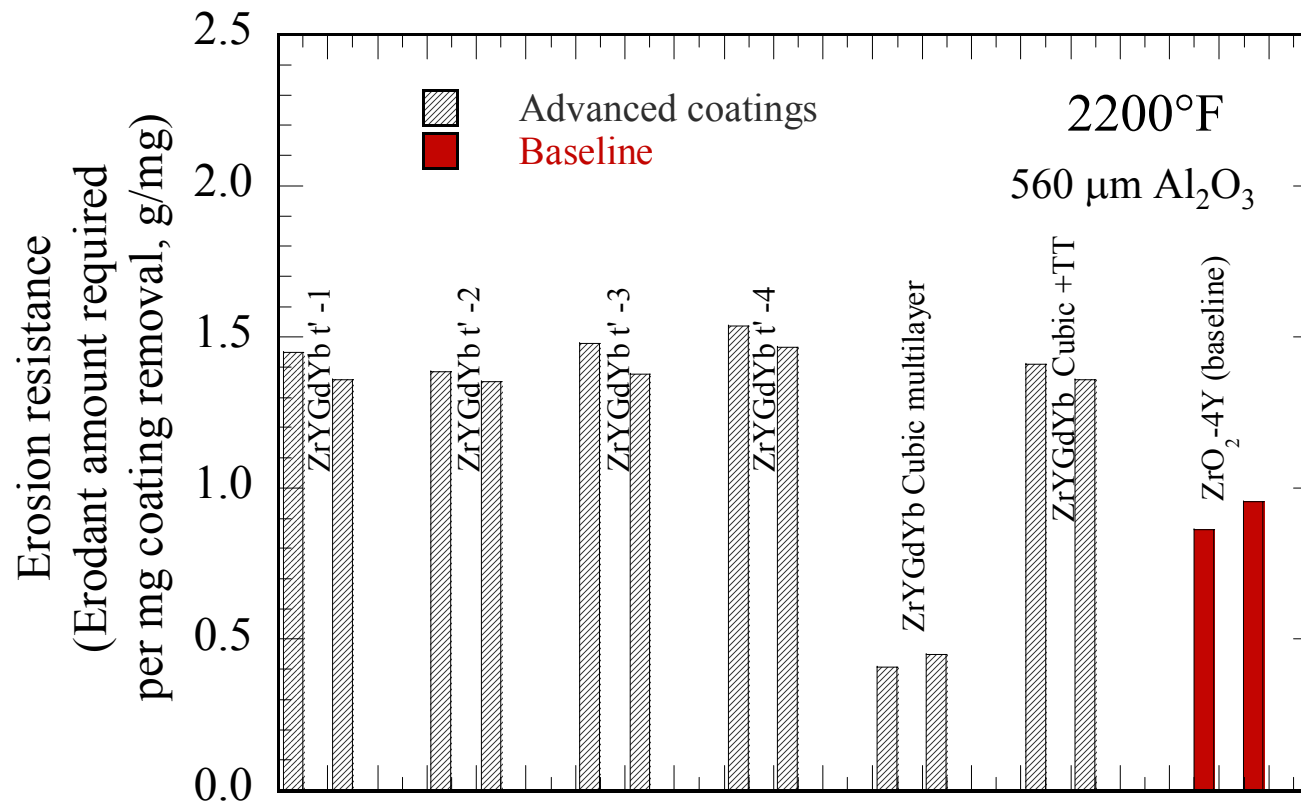 Erosion resistance
(Erodant amount required
per mg coating removal, g/mg)
2.5
2.0
1.5
1.0
0.5
0.0
Advanced coatings
Baseline
2200°F
560 μm Al₂O₃
ZrYGdYb t' -1
ZrYGdYb t' -2
ZrYGdYb t' -3
ZrYGdYb t' -4
ZrYGdYb Cubic multilayer
ZrYGdYb Cubic +TT
ZrO₂ -4Y (baseline)